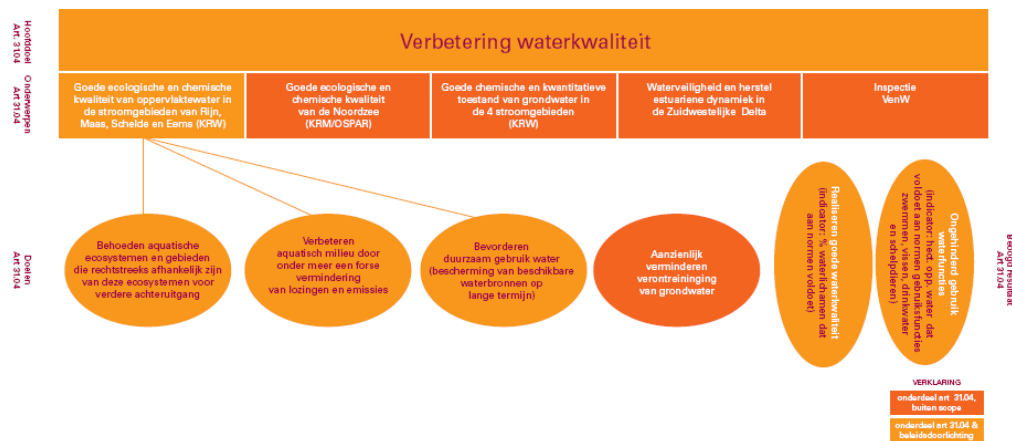 Hoofddoel
Art. 31.04
Verbetering waterkwaliteit
Onderwerpen
Art 31.04
Goede ecologische en chemische
kwaliteit van oppervlaktewater in
de stroomgebieden van Rijn,
Maas, Schelde en Eems (KRW)
Goede ecologische en
chemische kwaliteit
van de Noordzee
(KRM/OSPAR)
Goede chemische en kwantitatieve
toestand van grondwater in
de 4 stroomgebieden
(KRW)
Waterveiligheid en herstel
estuariene dynamiek in
de Zuidwestelijke Delta
Inspectie
VenW
Doelen
Art 31.04
Behoeden aquatische
ecosystemen en gebieden
die rechtstreeks afhankelijk zijn
van deze ecosystemen voor
verdere achteruitgang
Verbeteren
aquatisch milieu door
onder meer een forse
vermindering
van lozingen en emissies
Bevorderen
duurzaam gebruik water
(bescherming van beschikbare
waterbronnen op
lange termijn)
Aanzienlijk
verminderen
verontreininging
van grondwater
Realiseren goede waterkwaliteit
(indicator: % waterlichamen dat
aan normen voldoet)
Ongehinderd gebruik
waterfuncties
(indicator: hect. opp. water dat
voldoet aan normen gebruiksfuncties
zwemmen, vissen, drinkwater
en schelpdieren)
Beoogd resultaat
Art 31.04
VERKLARING
onderdeel art 31.04,
buiten scope
onderdeel art 31.04 &
beleidsdoorlichting